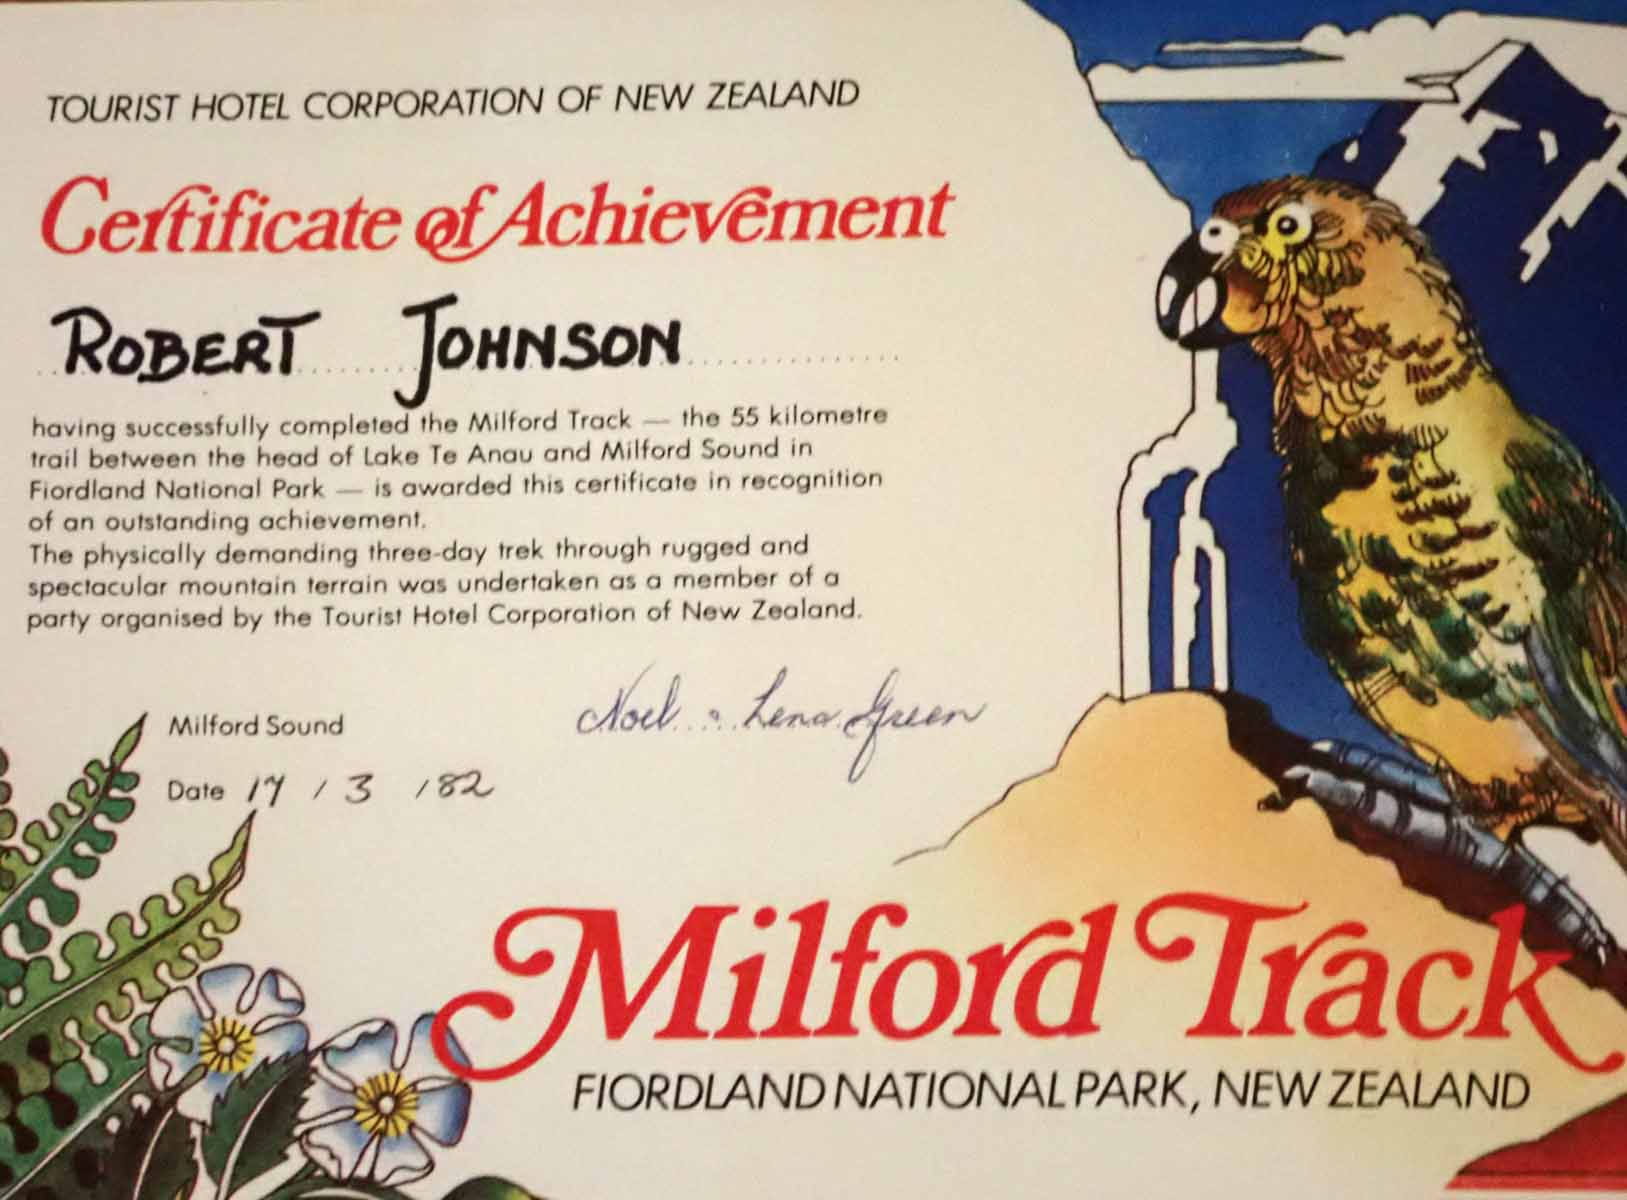 TOURIST HOTEL CORPORATION OF NEW ZEALAND
Certificate of Achievement
ROBERT JOHNSON
having successfully completed the Milford Track — the 55 kilometre
trail between the head of Lake Te Anau and Milford Sound in
Fiordland National Park — is awarded this certificate in recognition
of an outstanding achievement.
The physically demanding three-day trek through rugged and
spectacular mountain terrain was undertaken as a member of a
party organised by the Tourist Hotel Corporation of New Zealand.
Noel & Lena Green
Milford Sound
Date 17 / 3 / 82
Milford Track
FIORDLAND NATIONAL PARK, NEW ZEALAND